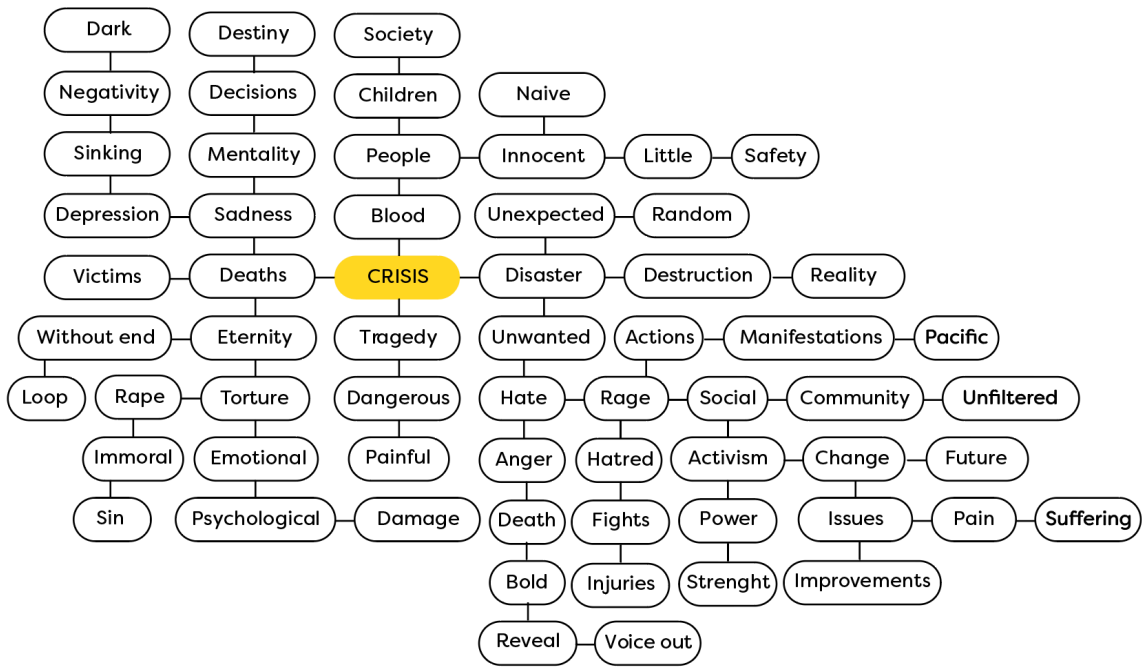 Dark
Destiny
Society
Negativity
Decisions
Children
Naive
Sinking
Mentality
People
Innocent
Little
Safety
Depression
Sadness
Blood
Unexpected
Random
Victims
Deaths
CRISIS
Disaster
Destruction
Reality
Without end
Eternity
Tragedy
Unwanted
Actions
Manifestations
Pacific
Loop
Rape
Torture
Dangerous
Hate
Rage
Social
Community
Unfiltered
Immoral
Emotional
Painful
Anger
Hatred
Activism
Change
Future
Sin
Psychological
Damage
Death
Fights
Power
Issues
Pain
Suffering
Bold
Injuries
Strenght
Improvements
Reveal
Voice out